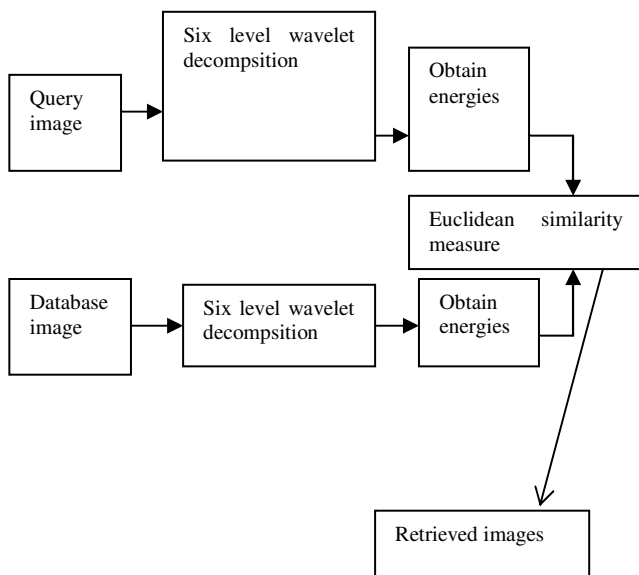 Query
image
Six level wavelet
decompsition
Obtain
energies
Euclidean similarity
measure
Database
image
Six level wavelet
decompsition
Obtain
energies
Retrieved images